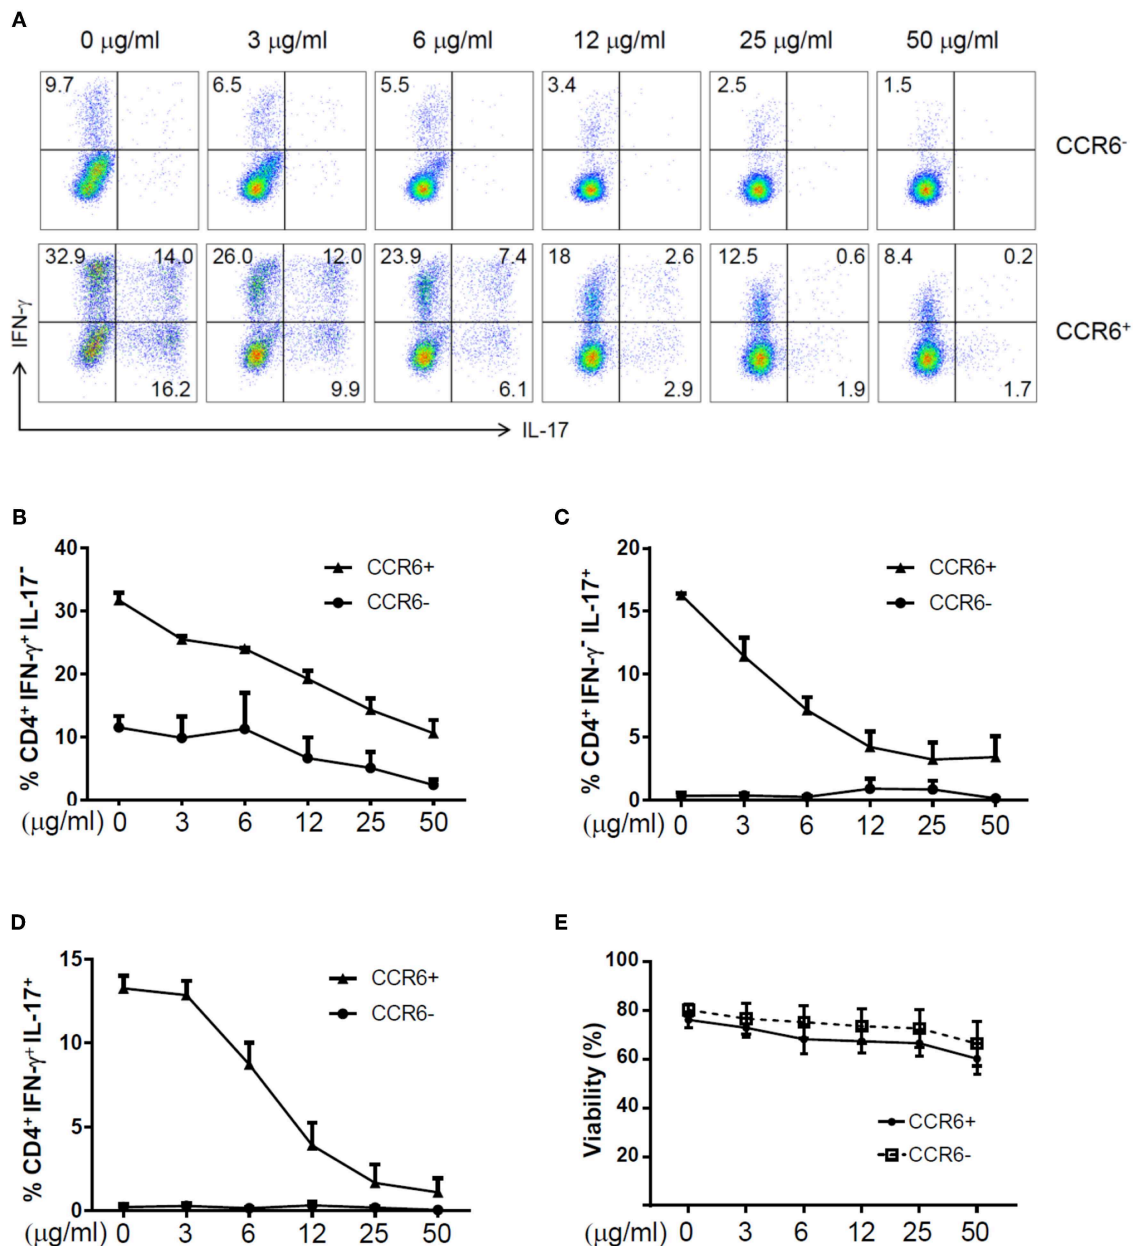 A
0 µg/ml 3 µg/ml 6 µg/ml 12 µg/ml 25 µg/ml 50 µg/ml
9.7 6.5 5.5 3.4 2.5 1.5
CCR6⁻
32.9 14.0 26.0 12.0 23.9 7.4 18 2.6 12.5 0.6 8.4 0.2
CCR6⁺
16.2 9.9 6.1 2.9 1.9 1.7
IFN-γ
IL-17
B
% CD4⁺ IFN-γ⁺ IL-17⁻
40
30
20
10
0
CCR6+
CCR6-
(µg/ml) 0 3 6 12 25 50
C
% CD4⁺ IFN-γ⁻ IL-17⁺
20
15
10
5
0
CCR6+
CCR6-
(µg/ml) 0 3 6 12 25 50
D
% CD4⁺ IFN-γ⁺ IL-17⁺
15
10
5
0
CCR6+
CCR6-
(µg/ml) 0 3 6 12 25 50
E
Viability (%)
100
80
60
40
20
CCR6+
CCR6-
(µg/ml) 0 3 6 12 25 50